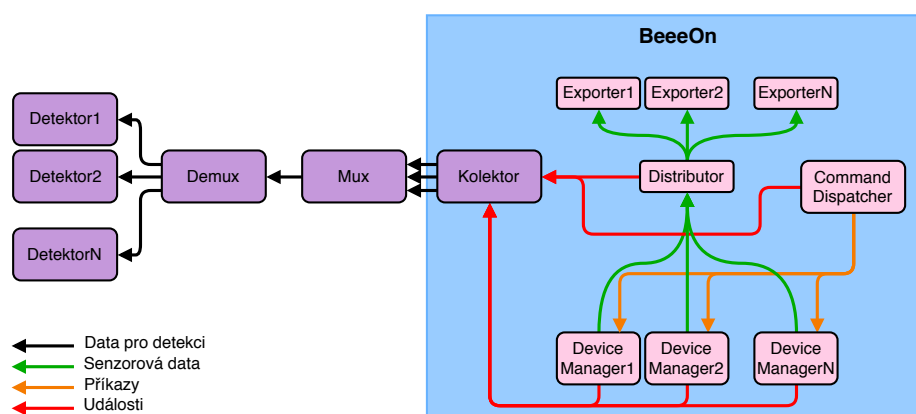 BeeeOn
Exporter1
Exporter2
ExporterN
Detektor1
Detektor2
DetektorN
Demux
Mux
Kolektor
Distributor
Command
Dispatcher
Device
Manager1
Device
Manager2
Device
ManagerN
Data pro detekci
Senzorová data
Příkazy
Události